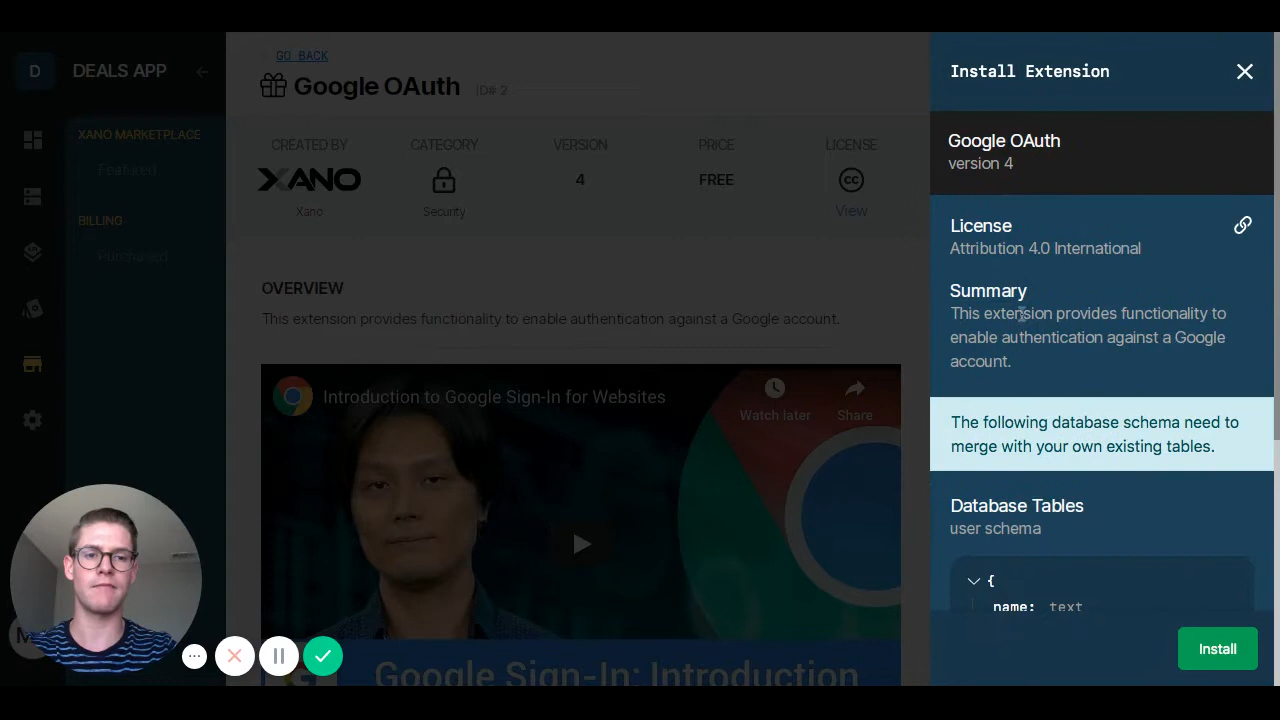 D
DEALS APP
XANO MARKETPLACE
Featured
BILLING
Purchased
GO BACK
Google OAuth
ID# 2
CREATED BY
CATEGORY
VERSION
PRICE
LICENSE
XANO
4
FREE
CC
Xano
Security
View
OVERVIEW
This extension provides functionality to enable authentication against a Google account.
Introduction to Google Sign-In for Websites
Watch later
Share
Google Sign-In: Introduction
Install Extension
Google OAuth
version 4
License
Attribution 4.0 International
Summary
This extension provides functionality to
enable authentication against a Google
account.
The following database schema need to
merge with your own existing tables.
Database Tables
user schema
{
name: text
Install